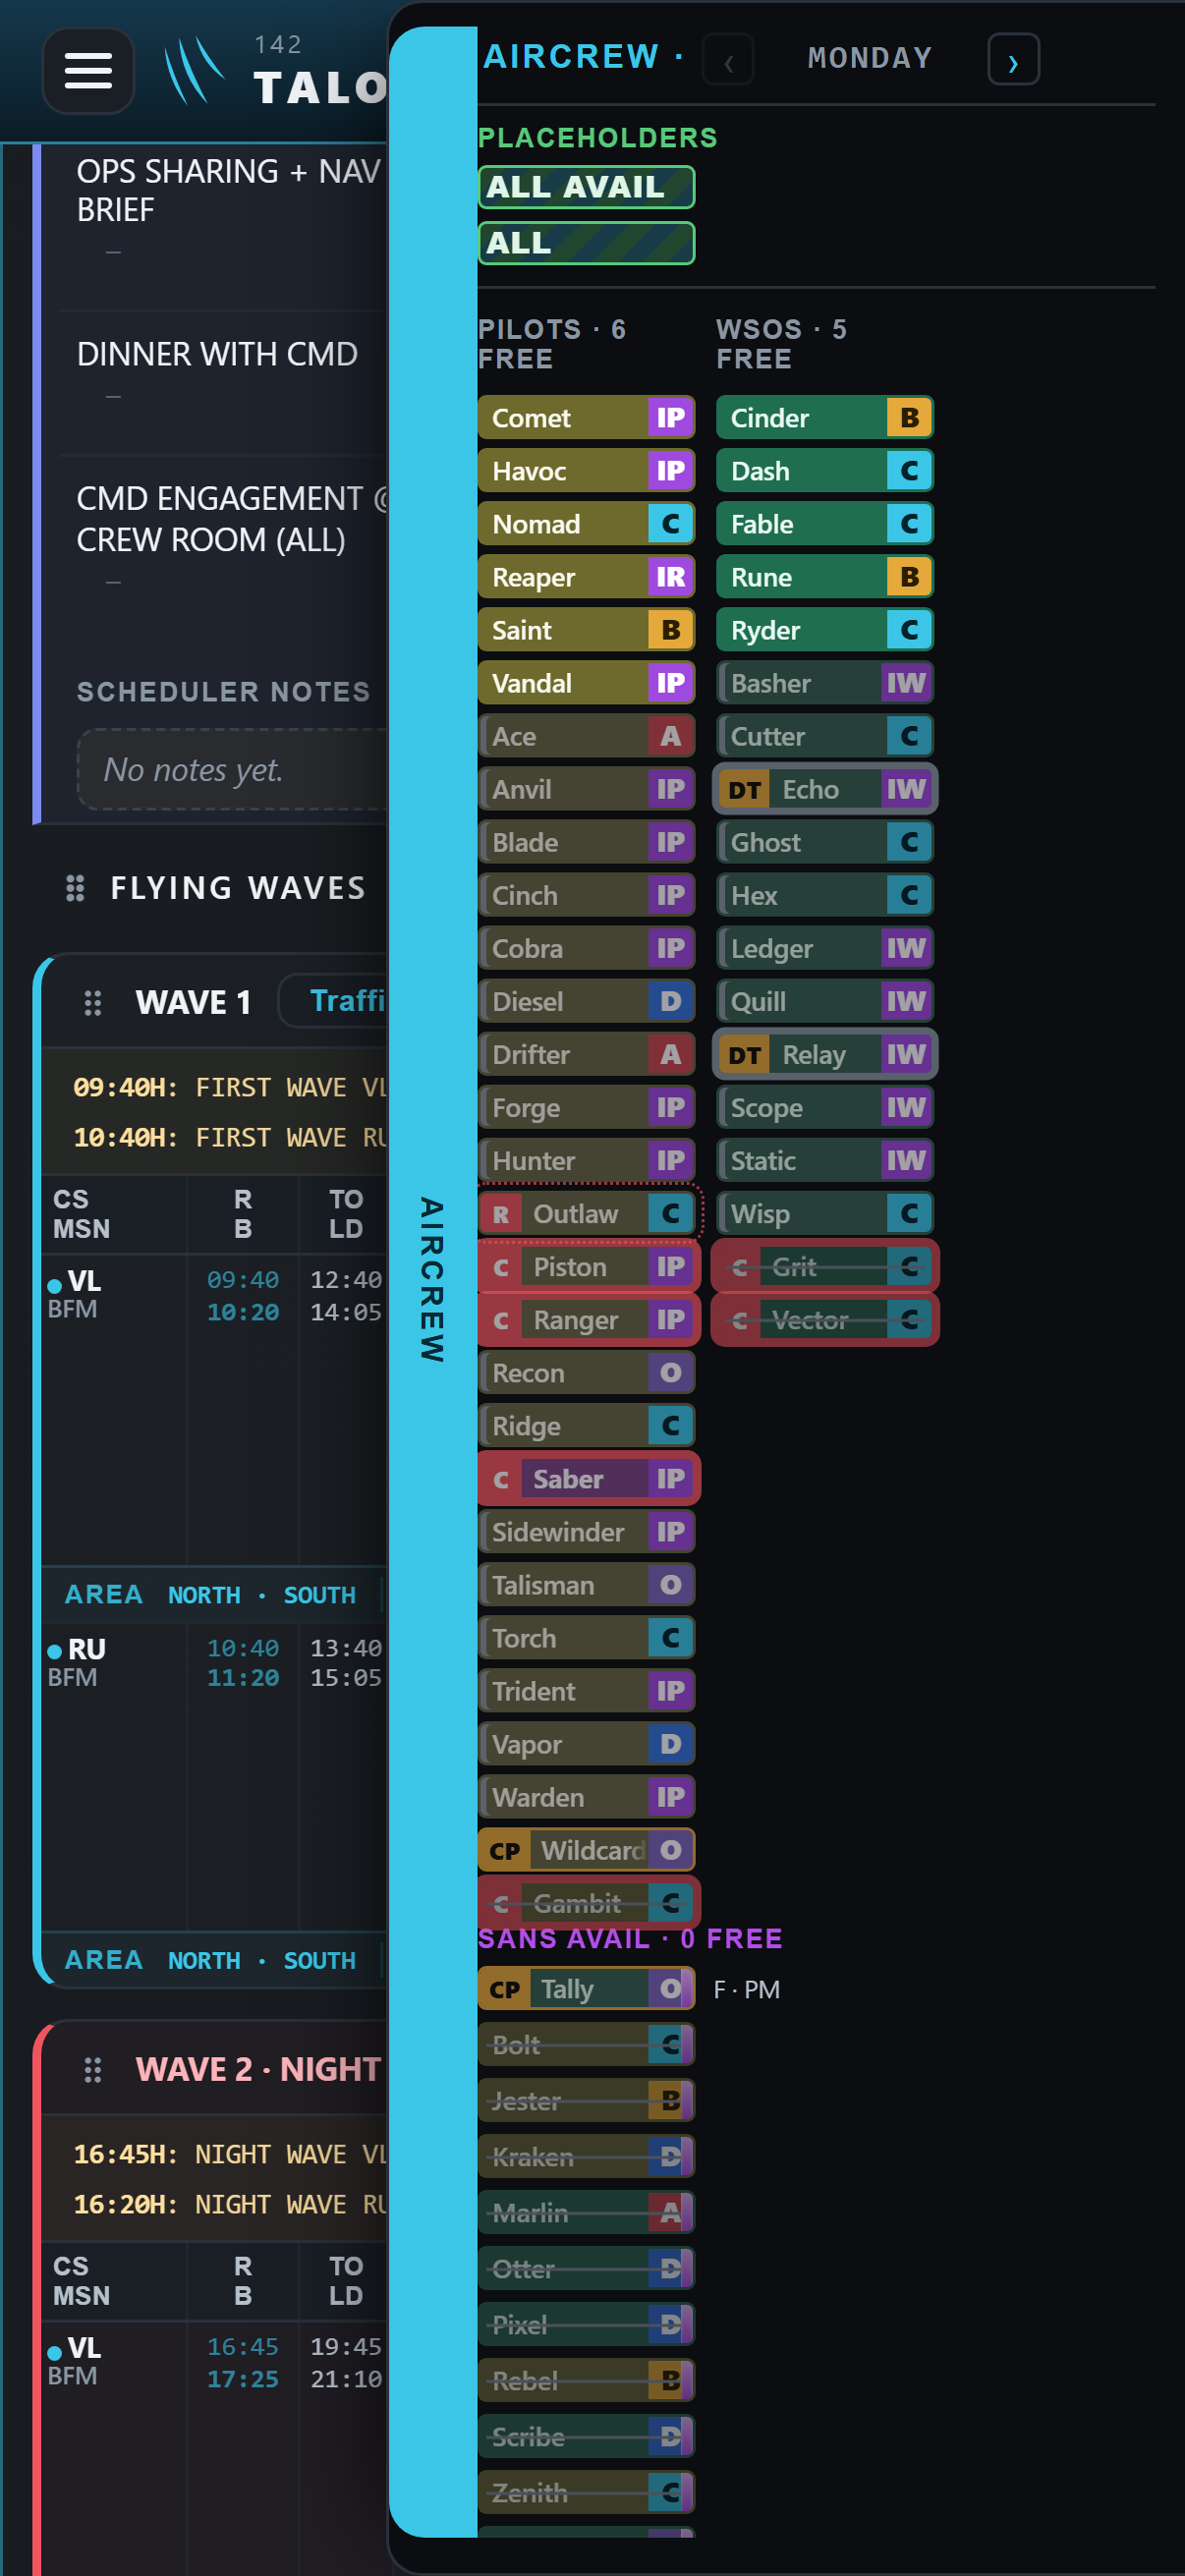 142
TALO
OPS SHARING + NAV
BRIEF
–
DINNER WITH CMD
–
CMD ENGAGEMENT @
CREW ROOM (ALL)
–
SCHEDULER NOTES
No notes yet.
FLYING WAVES
WAVE 1 Traffi
09:40H: FIRST WAVE VL
10:40H: FIRST WAVE RU
CS R TO
MSN B LD
VL 09:40 12:40
BFM 10:20 14:05
AREA NORTH · SOUTH
RU 10:40 13:40
BFM 11:20 15:05
AREA NORTH · SOUTH
WAVE 2 · NIGHT
16:45H: NIGHT WAVE VL
16:20H: NIGHT WAVE RU
CS R TO
MSN B LD
VL 16:45 19:45
BFM 17:25 21:10
AIRCREW
AIRCREW · ‹ MONDAY ›
PLACEHOLDERS
ALL AVAIL
ALL
PILOTS · 6
FREE
Comet IP
Havoc IP
Nomad C
Reaper IR
Saint B
Vandal IP
Ace A
Anvil IP
Blade IP
Cinch IP
Cobra IP
Diesel D
Drifter A
Forge IP
Hunter IP
R Outlaw C
C Piston IP
C Ranger IP
Recon O
Ridge C
C Saber IP
Sidewinder IP
Talisman O
Torch C
Trident IP
Vapor D
Warden IP
CP Wildcard O
C Gambit C
WSOS · 5
FREE
Cinder B
Dash C
Fable C
Rune B
Ryder C
Basher IW
Cutter C
DT Echo IW
Ghost C
Hex C
Ledger IW
Quill IW
DT Relay IW
Scope IW
Static IW
Wisp C
C Grit C
C Vector C
SANS AVAIL · 0 FREE
CP Tally O F · PM
Bolt C
Jester B
Kraken D
Marlin A
Otter D
Pixel D
Rebel B
Scribe D
Zenith C